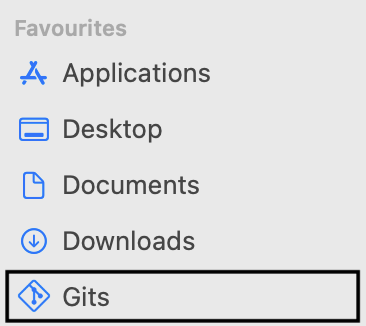 Favourites
Applications
Desktop
Documents
Downloads
Gits